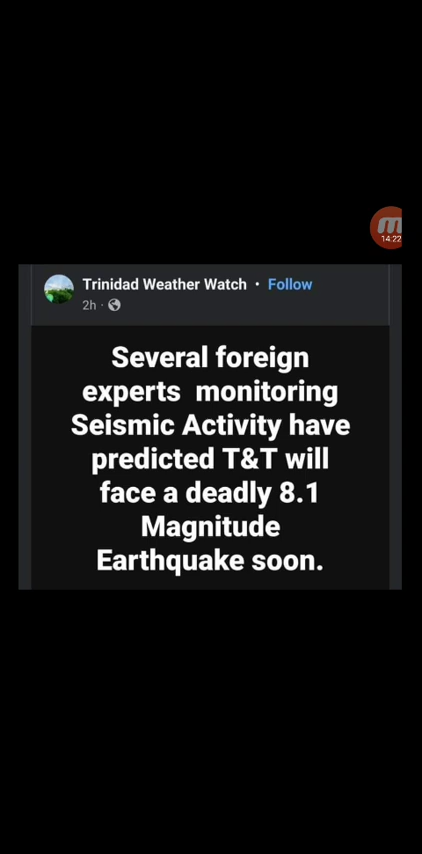 14:22
Trinidad Weather Watch · Follow
2h ·
Several foreign
experts monitoring
Seismic Activity have
predicted T&T will
face a deadly 8.1
Magnitude
Earthquake soon.